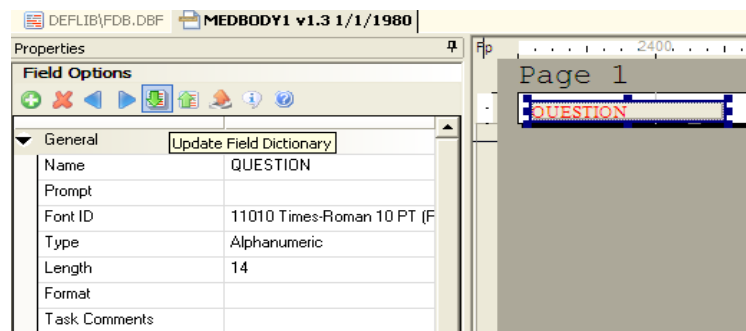 DEFLIB\FDB.DBF MEDBODY1 v1.3 1/1/1980
Properties
Field Options
Update Field Dictionary
General
Name QUESTION
Prompt
Font ID 11010 Times-Roman 10 PT (F
Type Alphanumeric
Length 14
Format
Task Comments
Fp 2400
Page 1
QUESTION